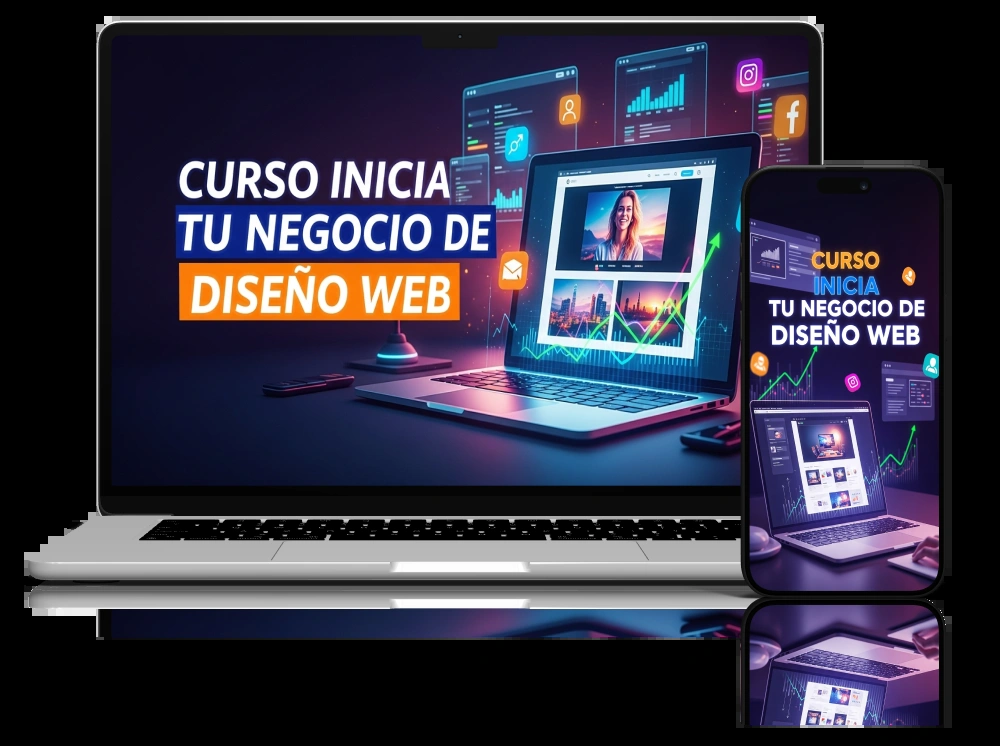 CURSO INICIA
TU NEGOCIO DE
DISEÑO WEB
CURSO
INICIA
TU NEGOCIO DE
DISEÑO WEB